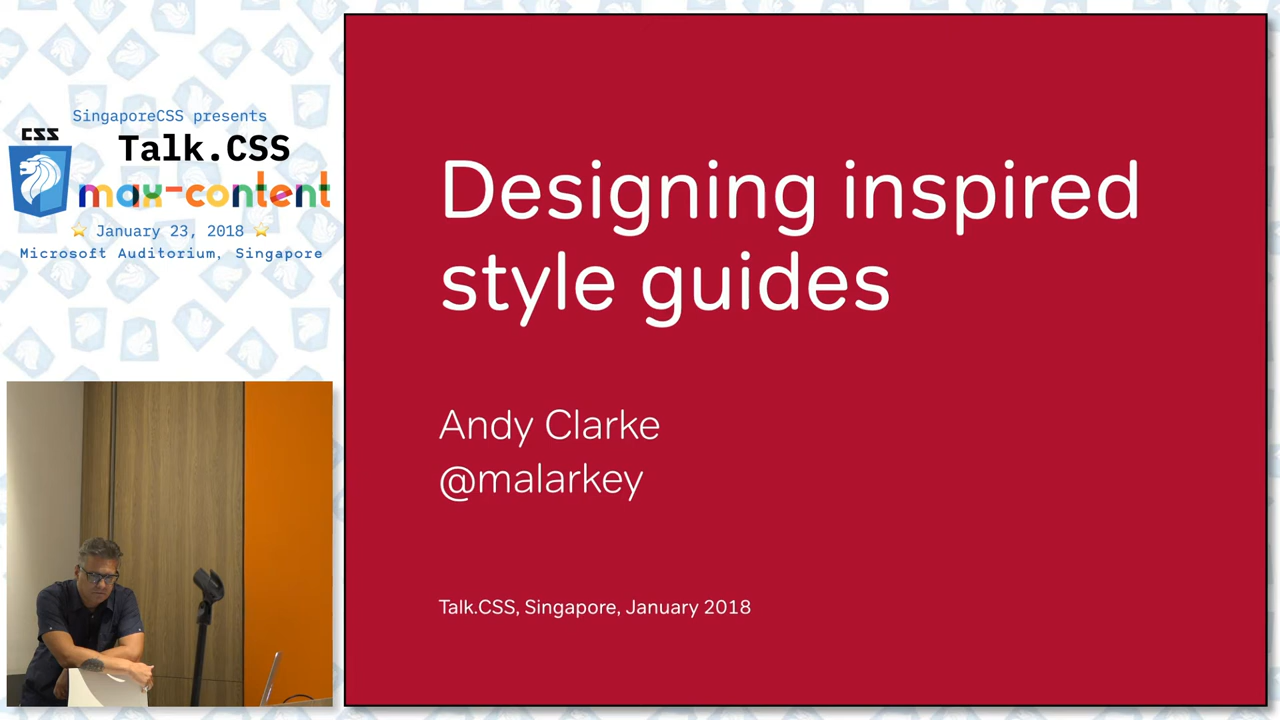 SingaporeCSS presents
CSS
Talk.CSS
max-content
⭐ January 23, 2018 ⭐
Microsoft Auditorium, Singapore
Designing inspired
style guides
Andy Clarke
@malarkey
Talk.CSS, Singapore, January 2018